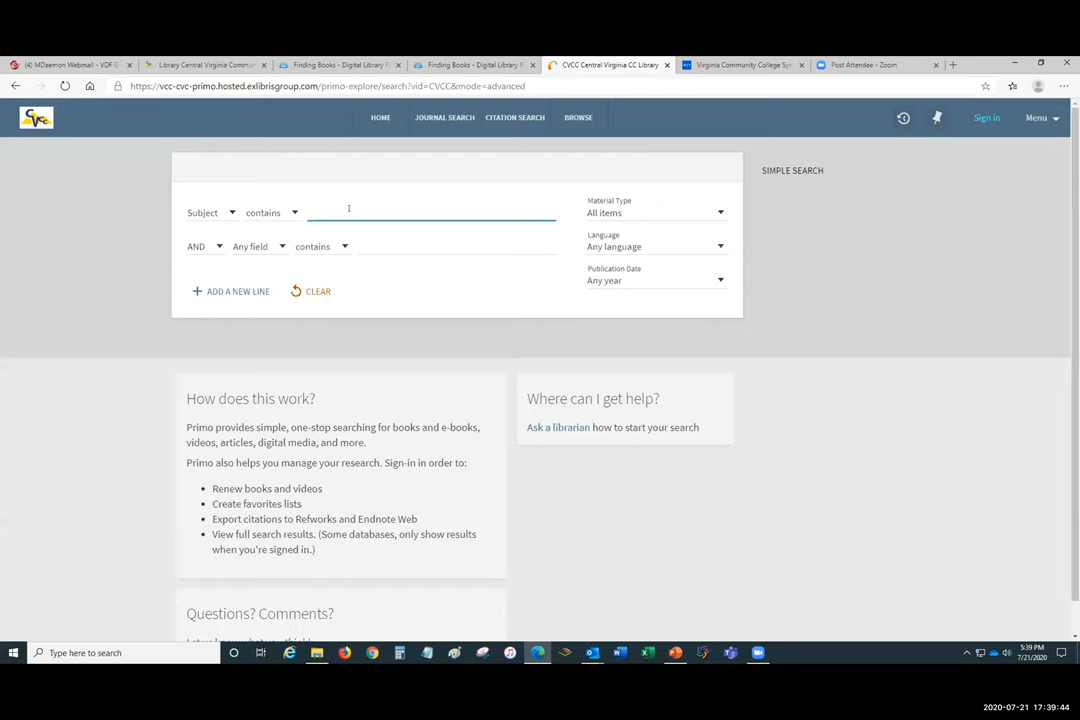 (4) MDaemon Webmail - VDF G
Library Central Virginia Commun
Finding Books - Digital Library R
Finding Books - Digital Library R
CVCC Central Virginia CC Library
Virginia Community College Sys
Post Attendee - Zoom
https://vcc-cvc-primo.hosted.exlibrisgroup.com/primo-explore/search?vid=CVCC&mode=advanced
CVCC
HOME
JOURNAL SEARCH
CITATION SEARCH
BROWSE
Sign in
Menu
SIMPLE SEARCH
Subject contains
AND Any field contains
+ ADD A NEW LINE
CLEAR
Material Type
All items
Language
Any language
Publication Date
Any year
How does this work?
Primo provides simple, one-stop searching for books and e-books,
videos, articles, digital media, and more.
Primo also helps you manage your research. Sign-in in order to:
• Renew books and videos
• Create favorites lists
• Export citations to Refworks and Endnote Web
• View full search results. (Some databases, only show results
when you're signed in.)
Where can I get help?
Ask a librarian how to start your search
Questions? Comments?
Let us know what you think!
Type here to search
5:39 PM
7/21/2020
2020-07-21 17:39:44